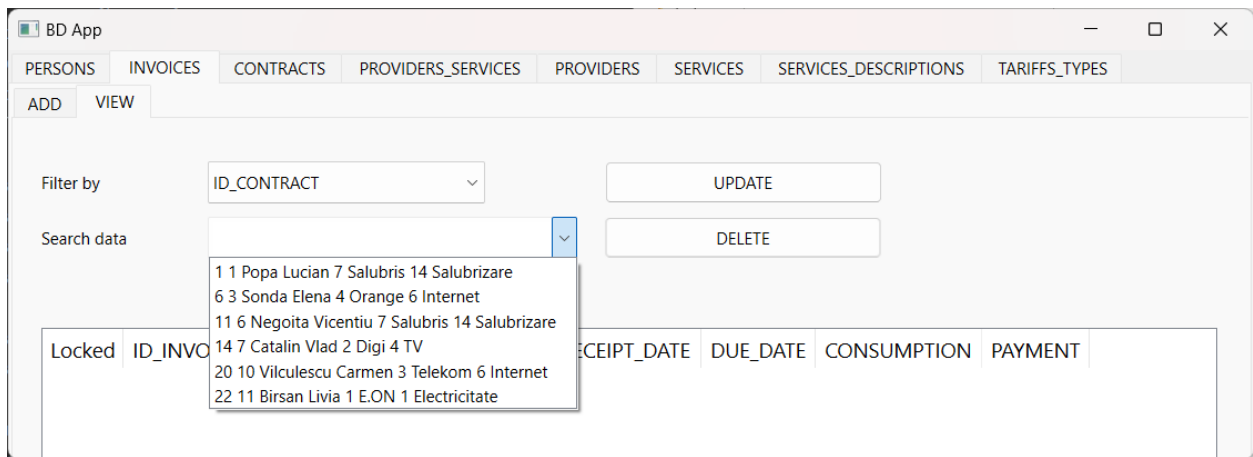 BD App
PERSONS INVOICES CONTRACTS PROVIDERS_SERVICES PROVIDERS SERVICES SERVICES_DESCRIPTIONS TARIFFS_TYPES
ADD VIEW
Filter by ID_CONTRACT UPDATE
Search data DELETE
1 1 Popa Lucian 7 Salubris 14 Salubrizare
6 3 Sonda Elena 4 Orange 6 Internet
11 6 Negoita Vicentiu 7 Salubris 14 Salubrizare
14 7 Catalin Vlad 2 Digi 4 TV
20 10 Vilculescu Carmen 3 Telekom 6 Internet
22 11 Birsan Livia 1 E.ON 1 Electricitate
Locked ID_INVO ECEIPT_DATE DUE_DATE CONSUMPTION PAYMENT